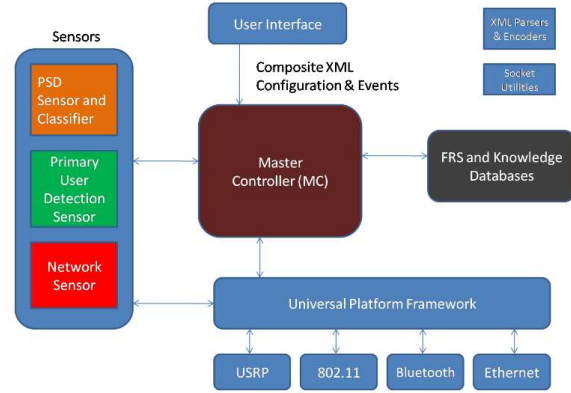 Sensors
User Interface
XML Parsers
& Encoders
Socket
Utilities
Composite XML
Configuration & Events
PSD
Sensor and
Classifier
Primary
User
Detection
Sensor
Network
Sensor
Master
Controller (MC)
FRS and Knowledge
Databases
Universal Platform Framework
USRP
802.11
Bluetooth
Ethernet